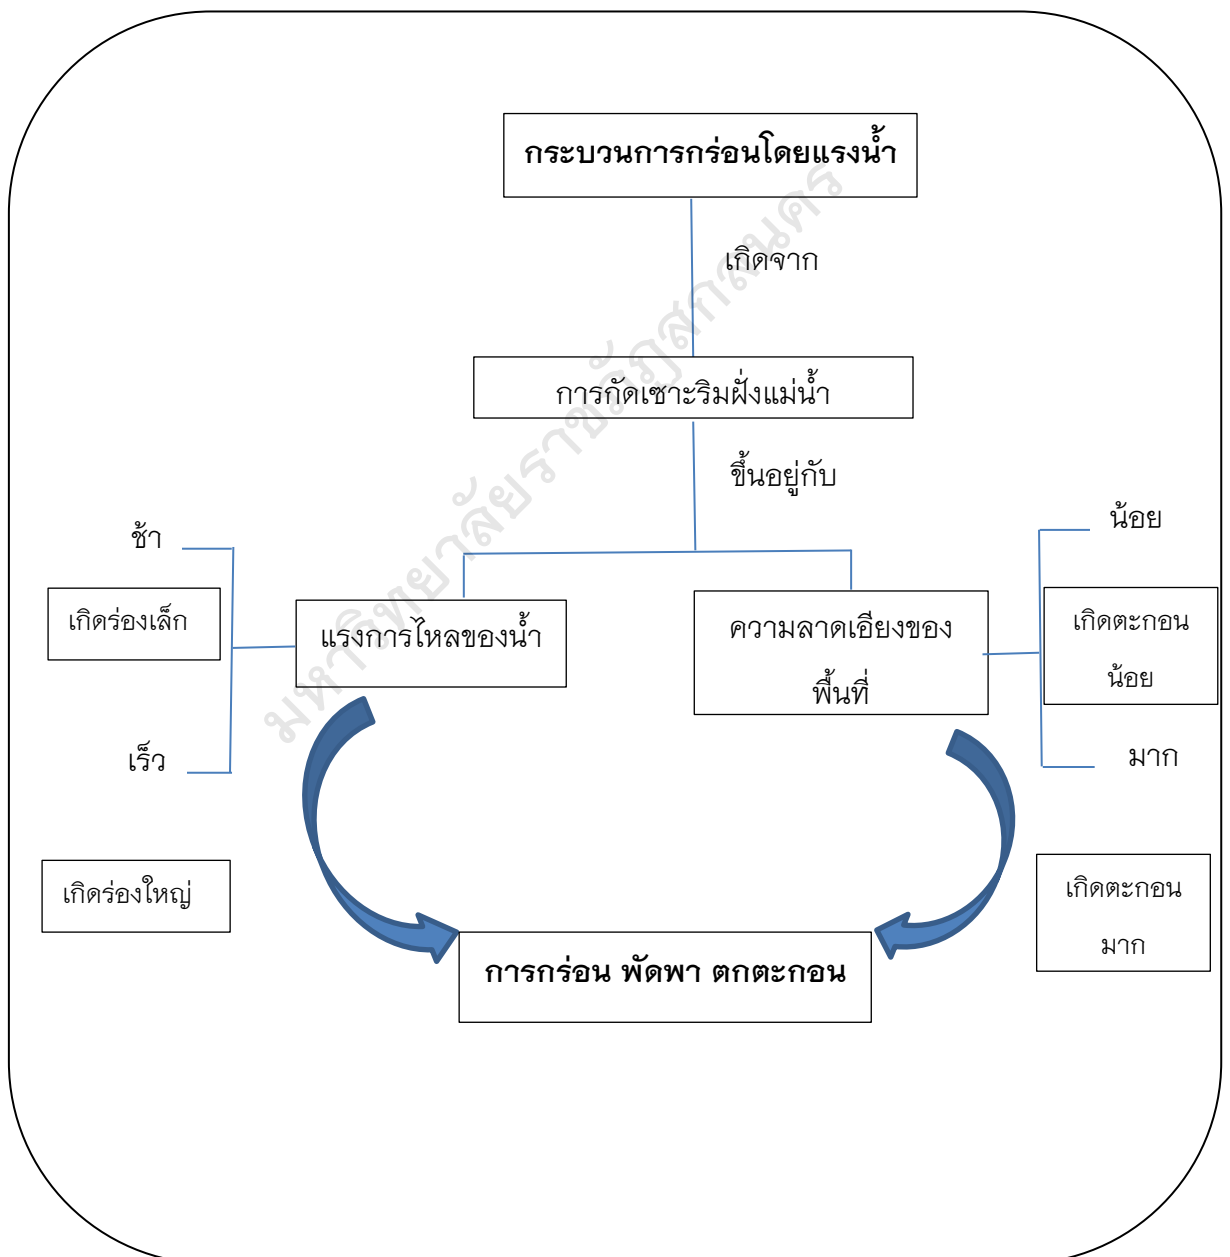 กระบวนการกร่อนโดยแรงน้ำ
เกิดจาก
การกัดเซาะริมฝั่งแม่น้ำ
ขึ้นอยู่กับ
ช้า
น้อย
เกิดร่องเล็ก
แรงการไหลของน้ำ
ความลาดเอียงของ
พื้นที่
เกิดตะกอน
น้อย
เร็ว
มาก
เกิดร่องใหญ่
เกิดตะกอน
มาก
การกร่อน พัดพา ตกตะกอน
มหาวิทยาลัยราชภัฏสกลนคร